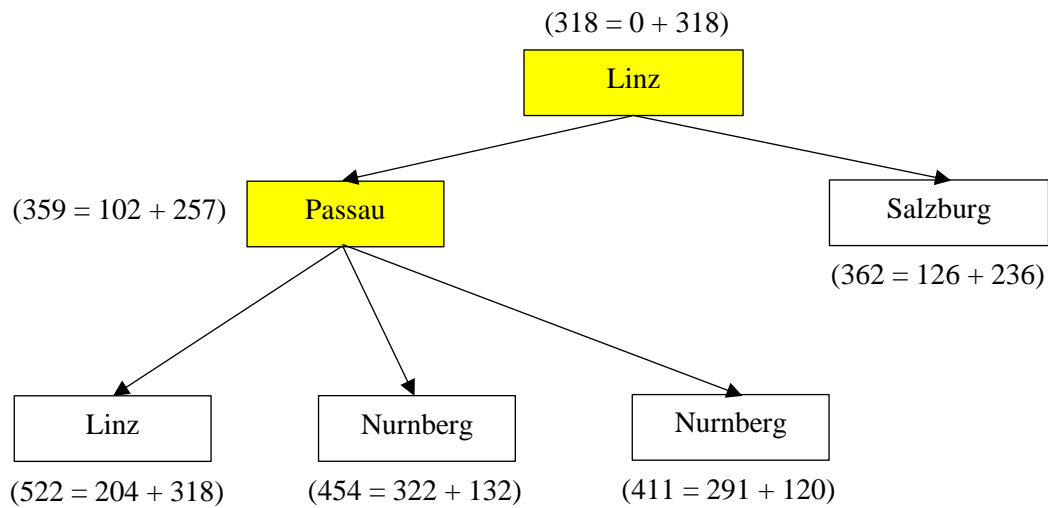 (318 = 0 + 318)
Linz
(359 = 102 + 257)
Passau
Salzburg
(362 = 126 + 236)
Linz
Nurnberg
Nurnberg
(522 = 204 + 318)
(454 = 322 + 132)
(411 = 291 + 120)